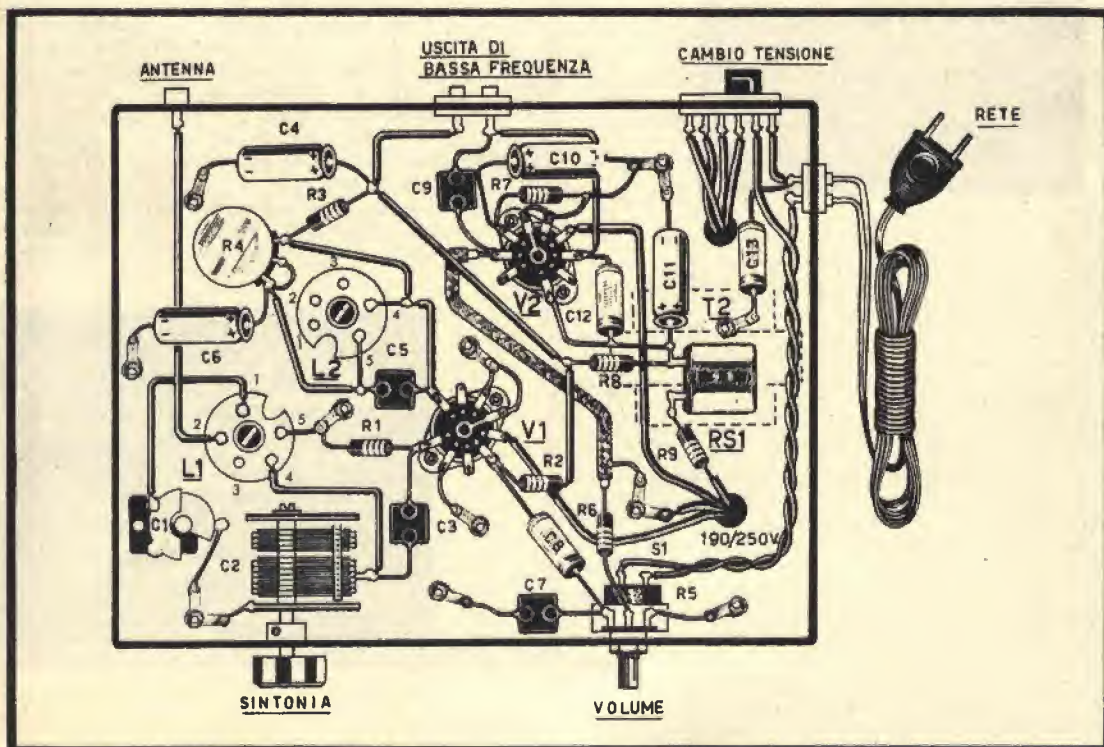 ANTENNA
USCITA DI
BASSA FREQUENZA
CAMBIO TENSIONE
RETE
C4
C9
C10
R7
R3
R4
3
2
4
1
5
L2
V2
C12
C11
C13
T2
C6
C5
R8
1
2
5
L1
4
3
R1
V1
R2
R9
RS1
C1
C2
C3
C8
R6
S1
190/250V
C7
R5
SINTONIA
VOLUME